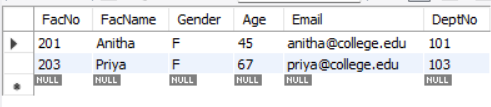 FacNo FacName Gender Age Email DeptNo
201 Anitha F 45 anitha@college.edu 101
203 Priya F 67 priya@college.edu 103
NULL NULL NULL NULL NULL NULL